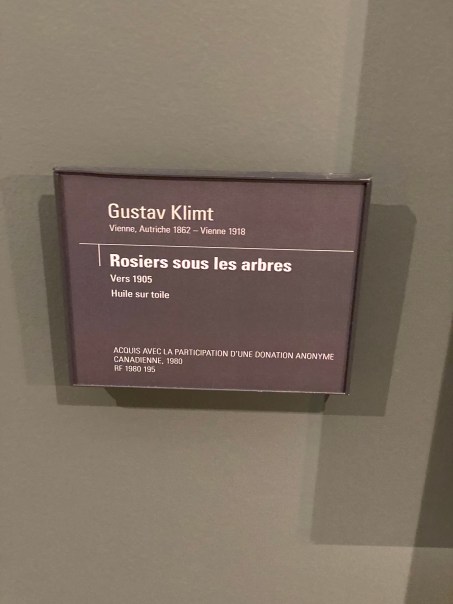 Gustav Klimt
Vienne, Autriche 1862 – Vienne 1918
Rosiers sous les arbres
Vers 1905
Huile sur toile
ACQUIS AVEC LA PARTICIPATION D'UNE DONATION ANONYME
CANADIENNE, 1980
RF 1980 195